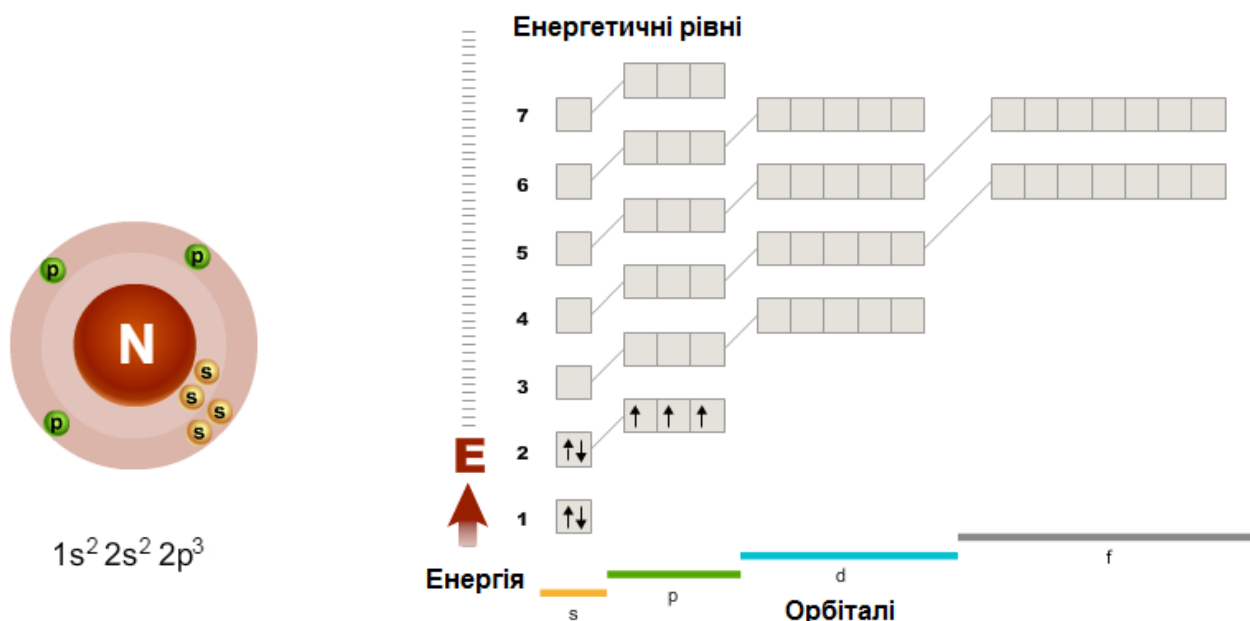 Енергетичні рівні
7
6
5
4
3
2
1
E
Енергія
s
p
d
f
Орбіталі
N
p
p
p
s
s
s
s
1s² 2s² 2p³